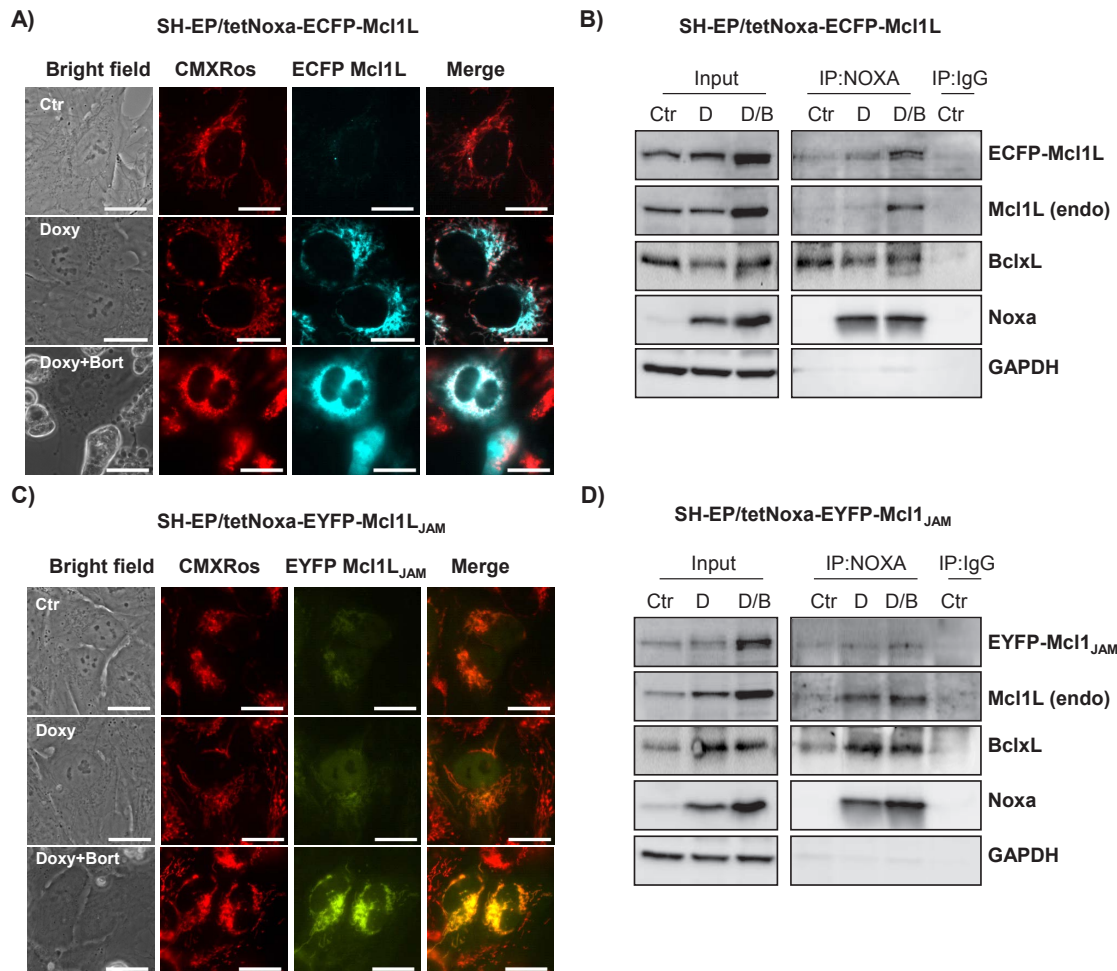 A)
SH-EP/tetNoxa-ECFP-Mcl1L
Bright field CMXRos ECFP Mcl1L Merge
Ctr
Doxy
Doxy+Bort
B)
SH-EP/tetNoxa-ECFP-Mcl1L
Input IP:NOXA IP:IgG
Ctr D D/B Ctr D D/B Ctr
ECFP-Mcl1L
Mcl1L (endo)
BclxL
Noxa
GAPDH
C)
SH-EP/tetNoxa-EYFP-Mcl1LJAM
Bright field CMXRos EYFP Mcl1LJAM Merge
Ctr
Doxy
Doxy+Bort
D)
SH-EP/tetNoxa-EYFP-Mcl1JAM
Input IP:NOXA IP:IgG
Ctr D D/B Ctr D D/B Ctr
EYFP-Mcl1JAM
Mcl1L (endo)
BclxL
Noxa
GAPDH